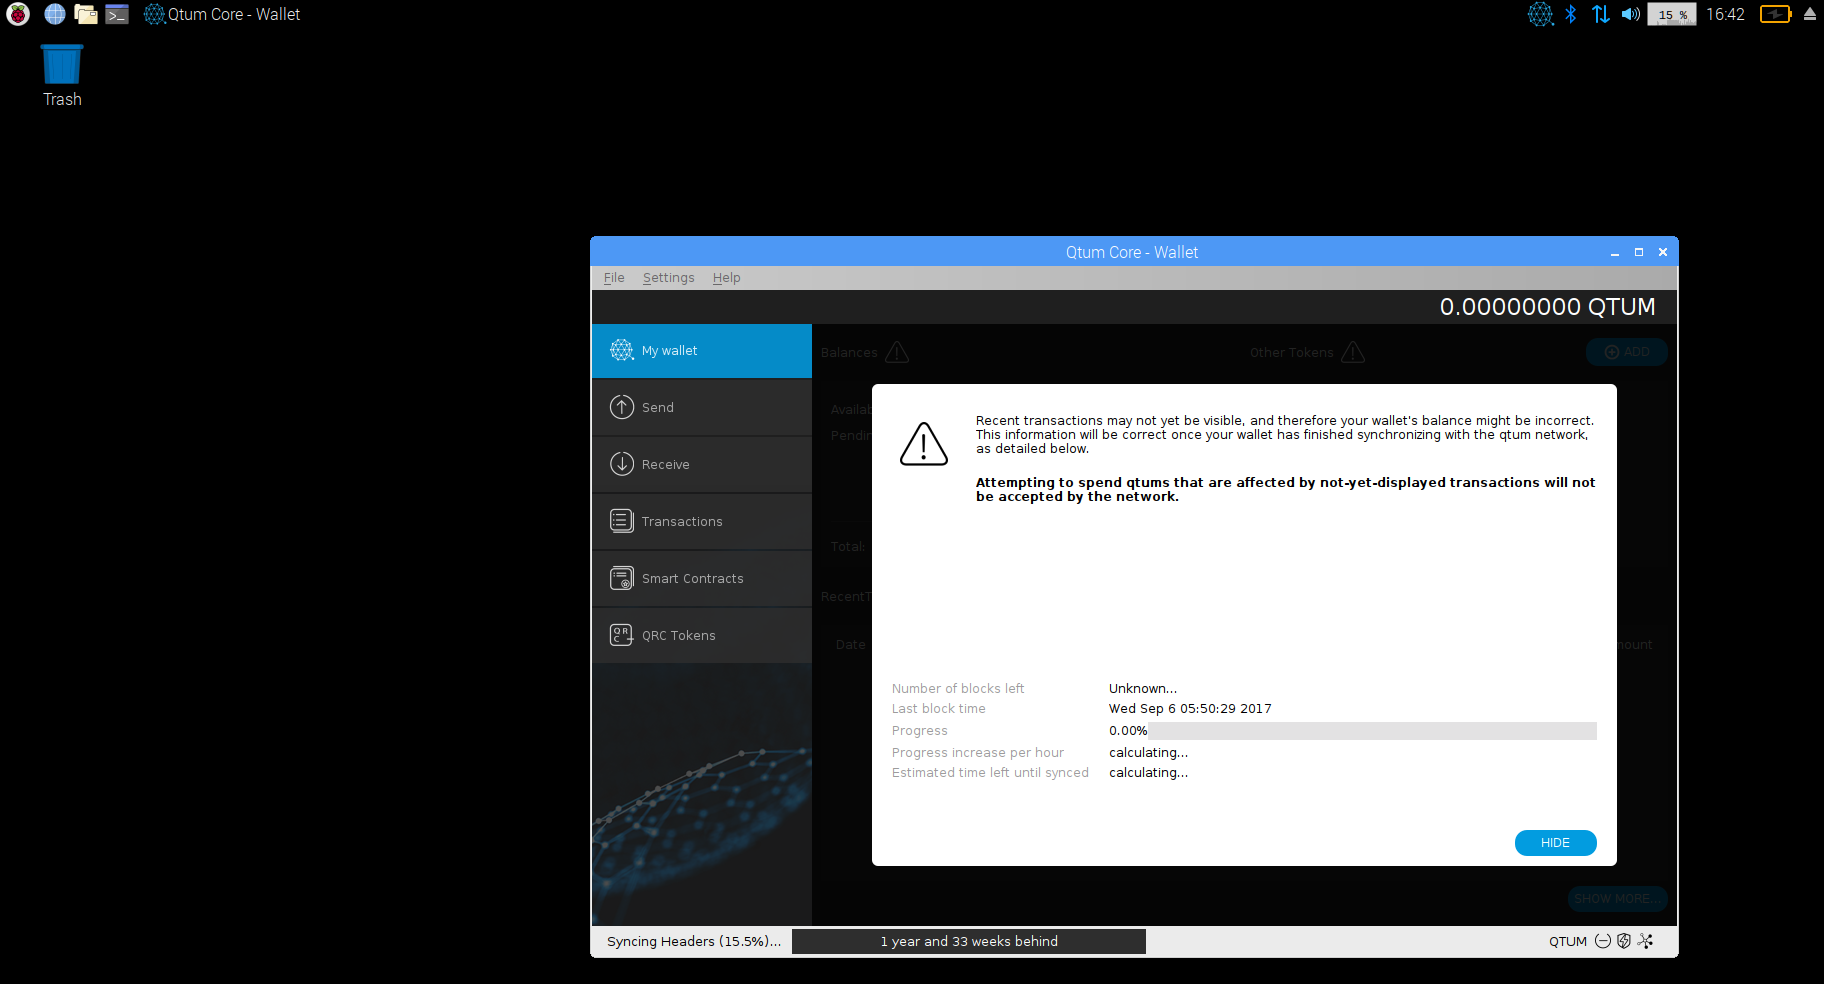 Qtum Core - Wallet
15 %
16:42
Trash
Qtum Core - Wallet
File Settings Help
0.00000000 QTUM
My wallet
Balances
Other Tokens
ADD
Send
Availab
Pendin
Recent transactions may not yet be visible, and therefore your wallet's balance might be incorrect.
This information will be correct once your wallet has finished synchronizing with the qtum network,
as detailed below.
Attempting to spend qtums that are affected by not-yet-displayed transactions will not
be accepted by the network.
Receive
Transactions
Total:
Smart Contracts
RecentT
QRC Tokens
Date
mount
Number of blocks left Unknown...
Last block time Wed Sep 6 05:50:29 2017
Progress 0.00%
Progress increase per hour calculating...
Estimated time left until synced calculating...
HIDE
SHOW MORE...
Syncing Headers (15.5%)...
1 year and 33 weeks behind
QTUM